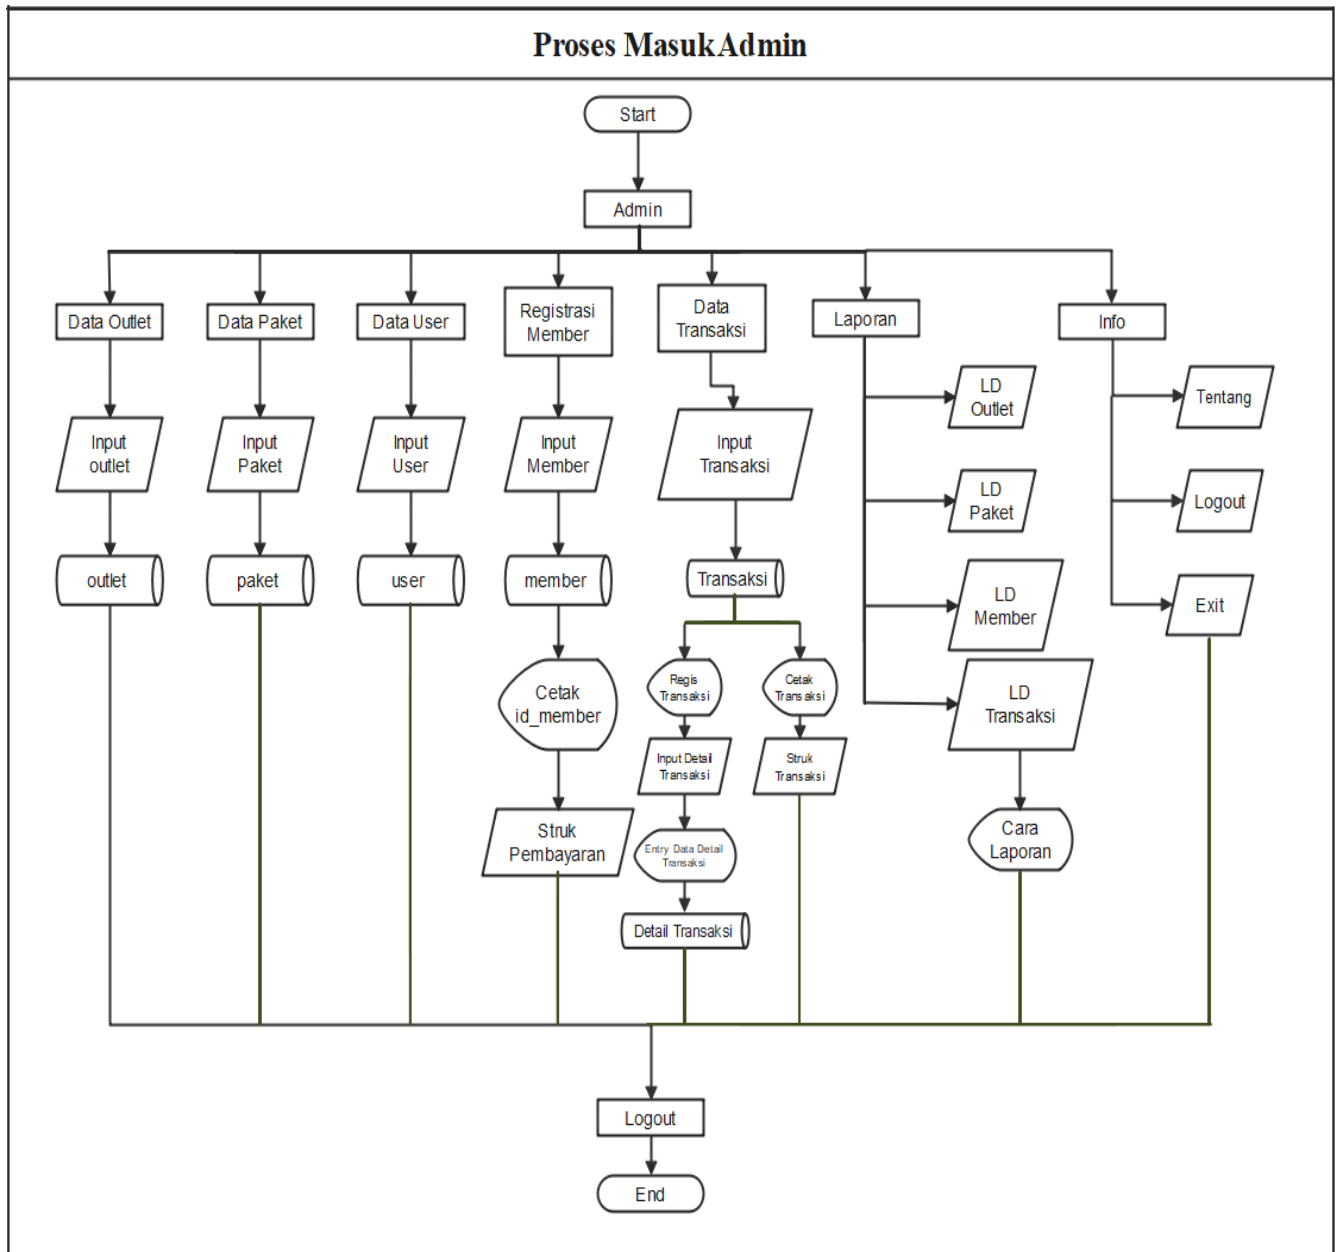 Proses MasukAdmin
Start
Admin
Data Outlet
Data Paket
Data User
Registrasi
Member
Data
Transaksi
Laporan
Info
Input
outlet
Input
Paket
Input
User
Input
Member
Input
Transaksi
LD
Outlet
Tentang
LD
Paket
Logout
outlet
paket
user
member
Transaksi
LD
Member
Exit
Cetak
id_member
Regis
Transaksi
Cetak
Transaksi
LD
Transaksi
Input Detail
Transaksi
Struk
Transaksi
Struk
Pembayaran
Entry Data Detail
Transaksi
Cara
Laporan
Detail Transaksi
Logout
End